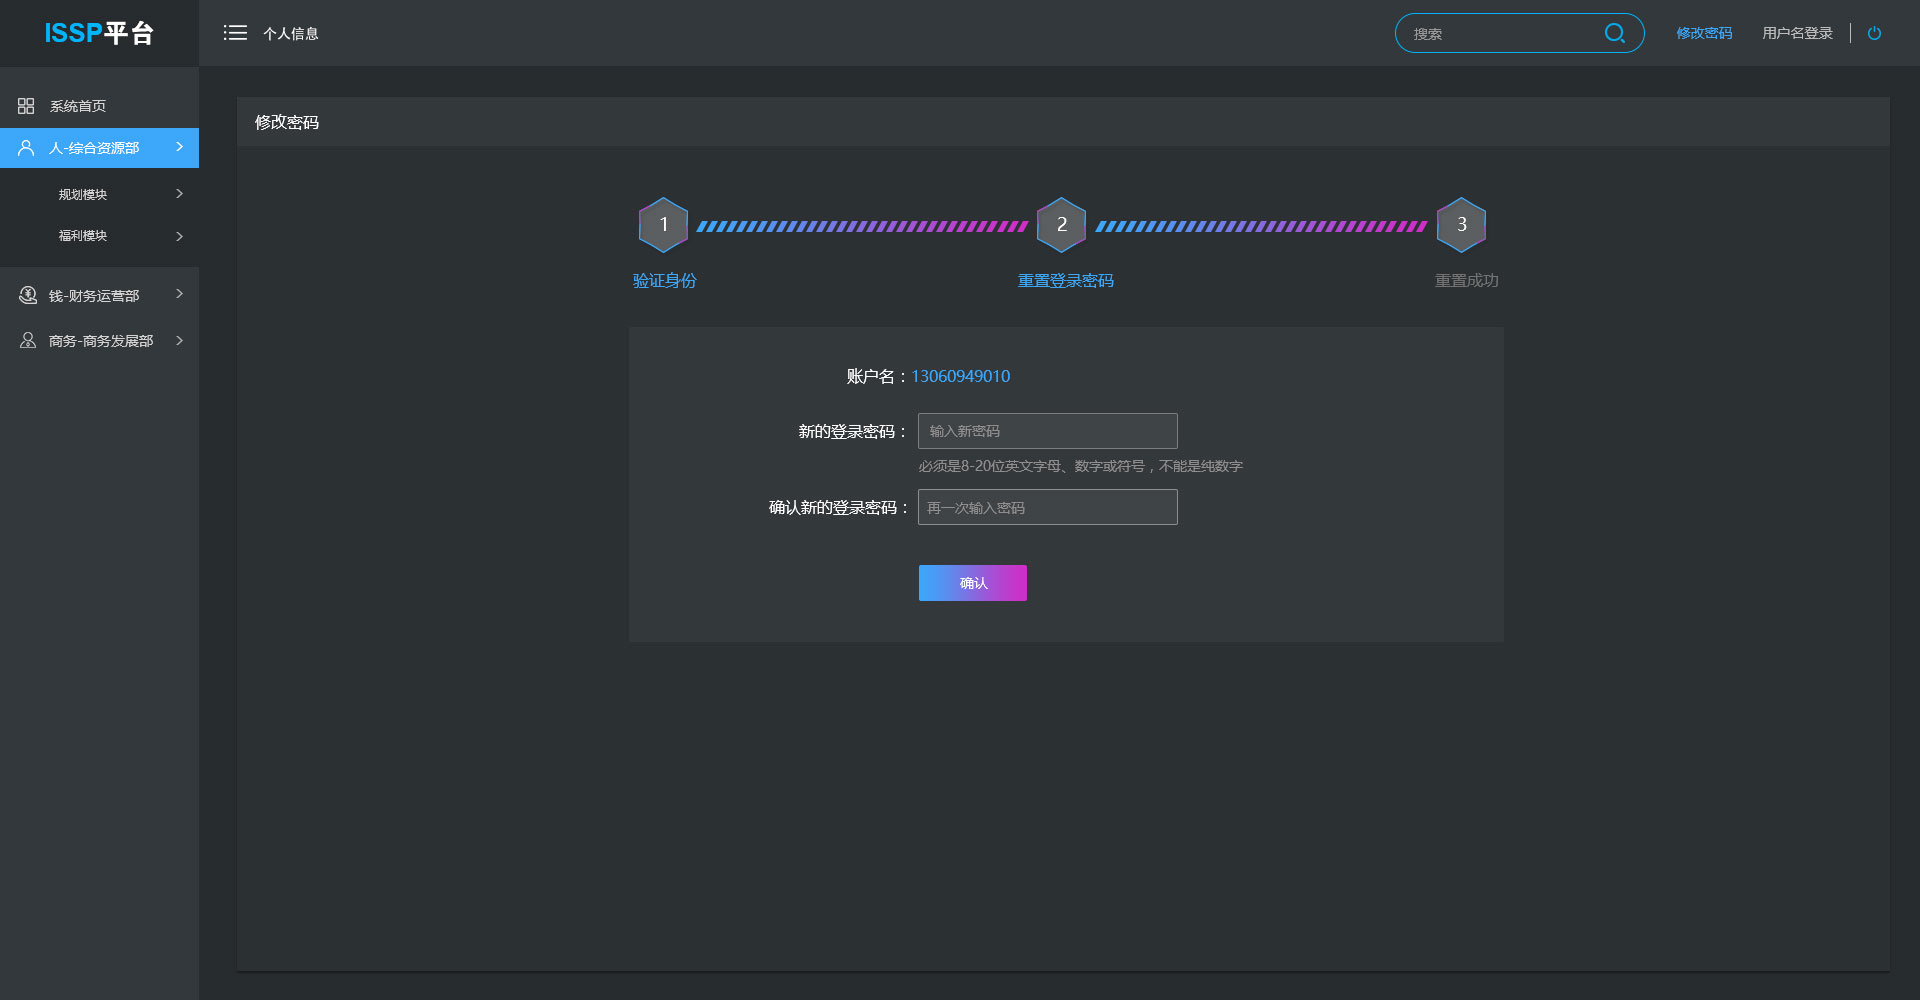 ISSP平台
个人信息
搜索
修改密码
用户名登录
系统首页
人-综合资源部
规划模块
福利模块
钱-财务运营部
商务-商务发展部
修改密码
1
2
3
验证身份
重置登录密码
重置成功
账户名：13060949010
新的登录密码：
输入新密码
必须是8-20位英文字母、数字或符号，不能是纯数字
确认新的登录密码：
再一次输入密码
确认